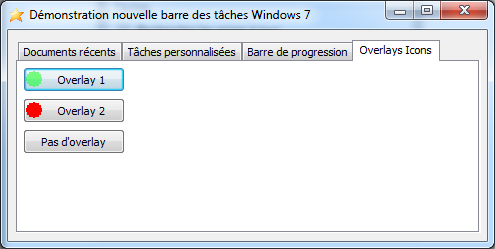 Démonstration nouvelle barre des tâches Windows 7
Documents récents Tâches personnalisées Barre de progression Overlays Icons
Overlay 1
Overlay 2
Pas d'overlay